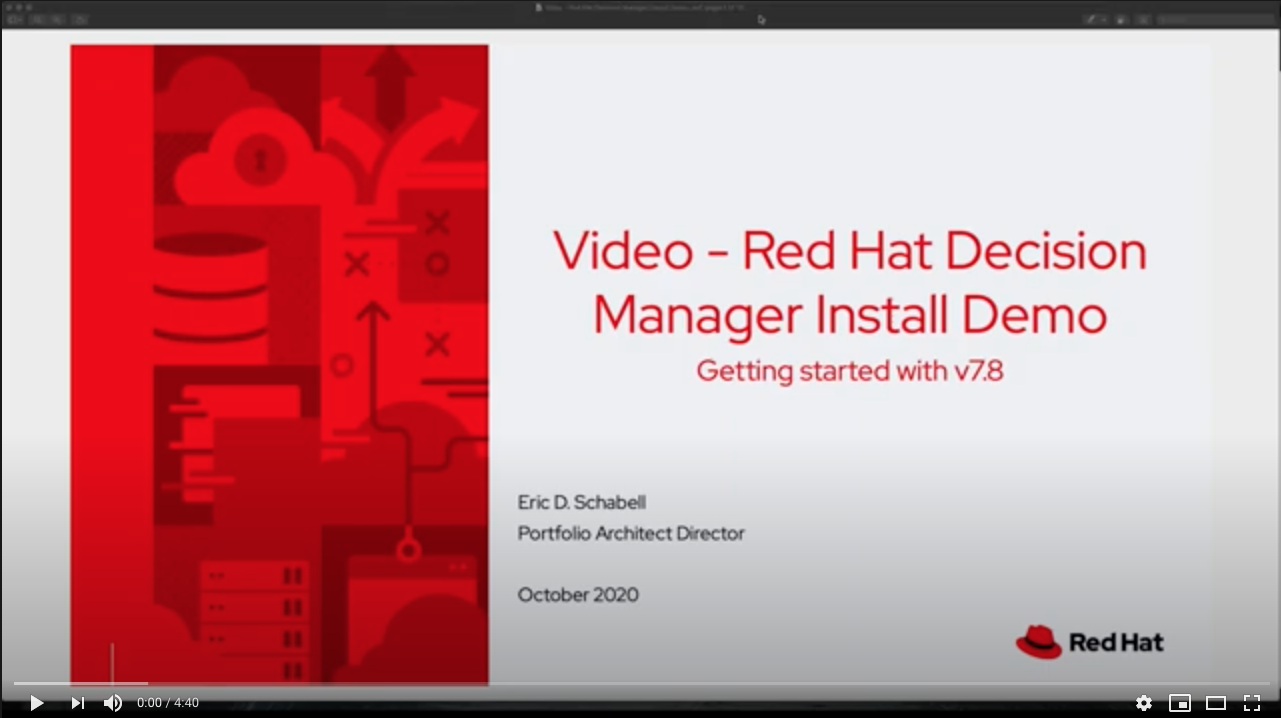 Video - Red Hat Decision
Manager Install Demo
Getting started with v7.8
Eric D. Schabell
Portfolio Architect Director
October 2020
Red Hat
0:00 / 4:40